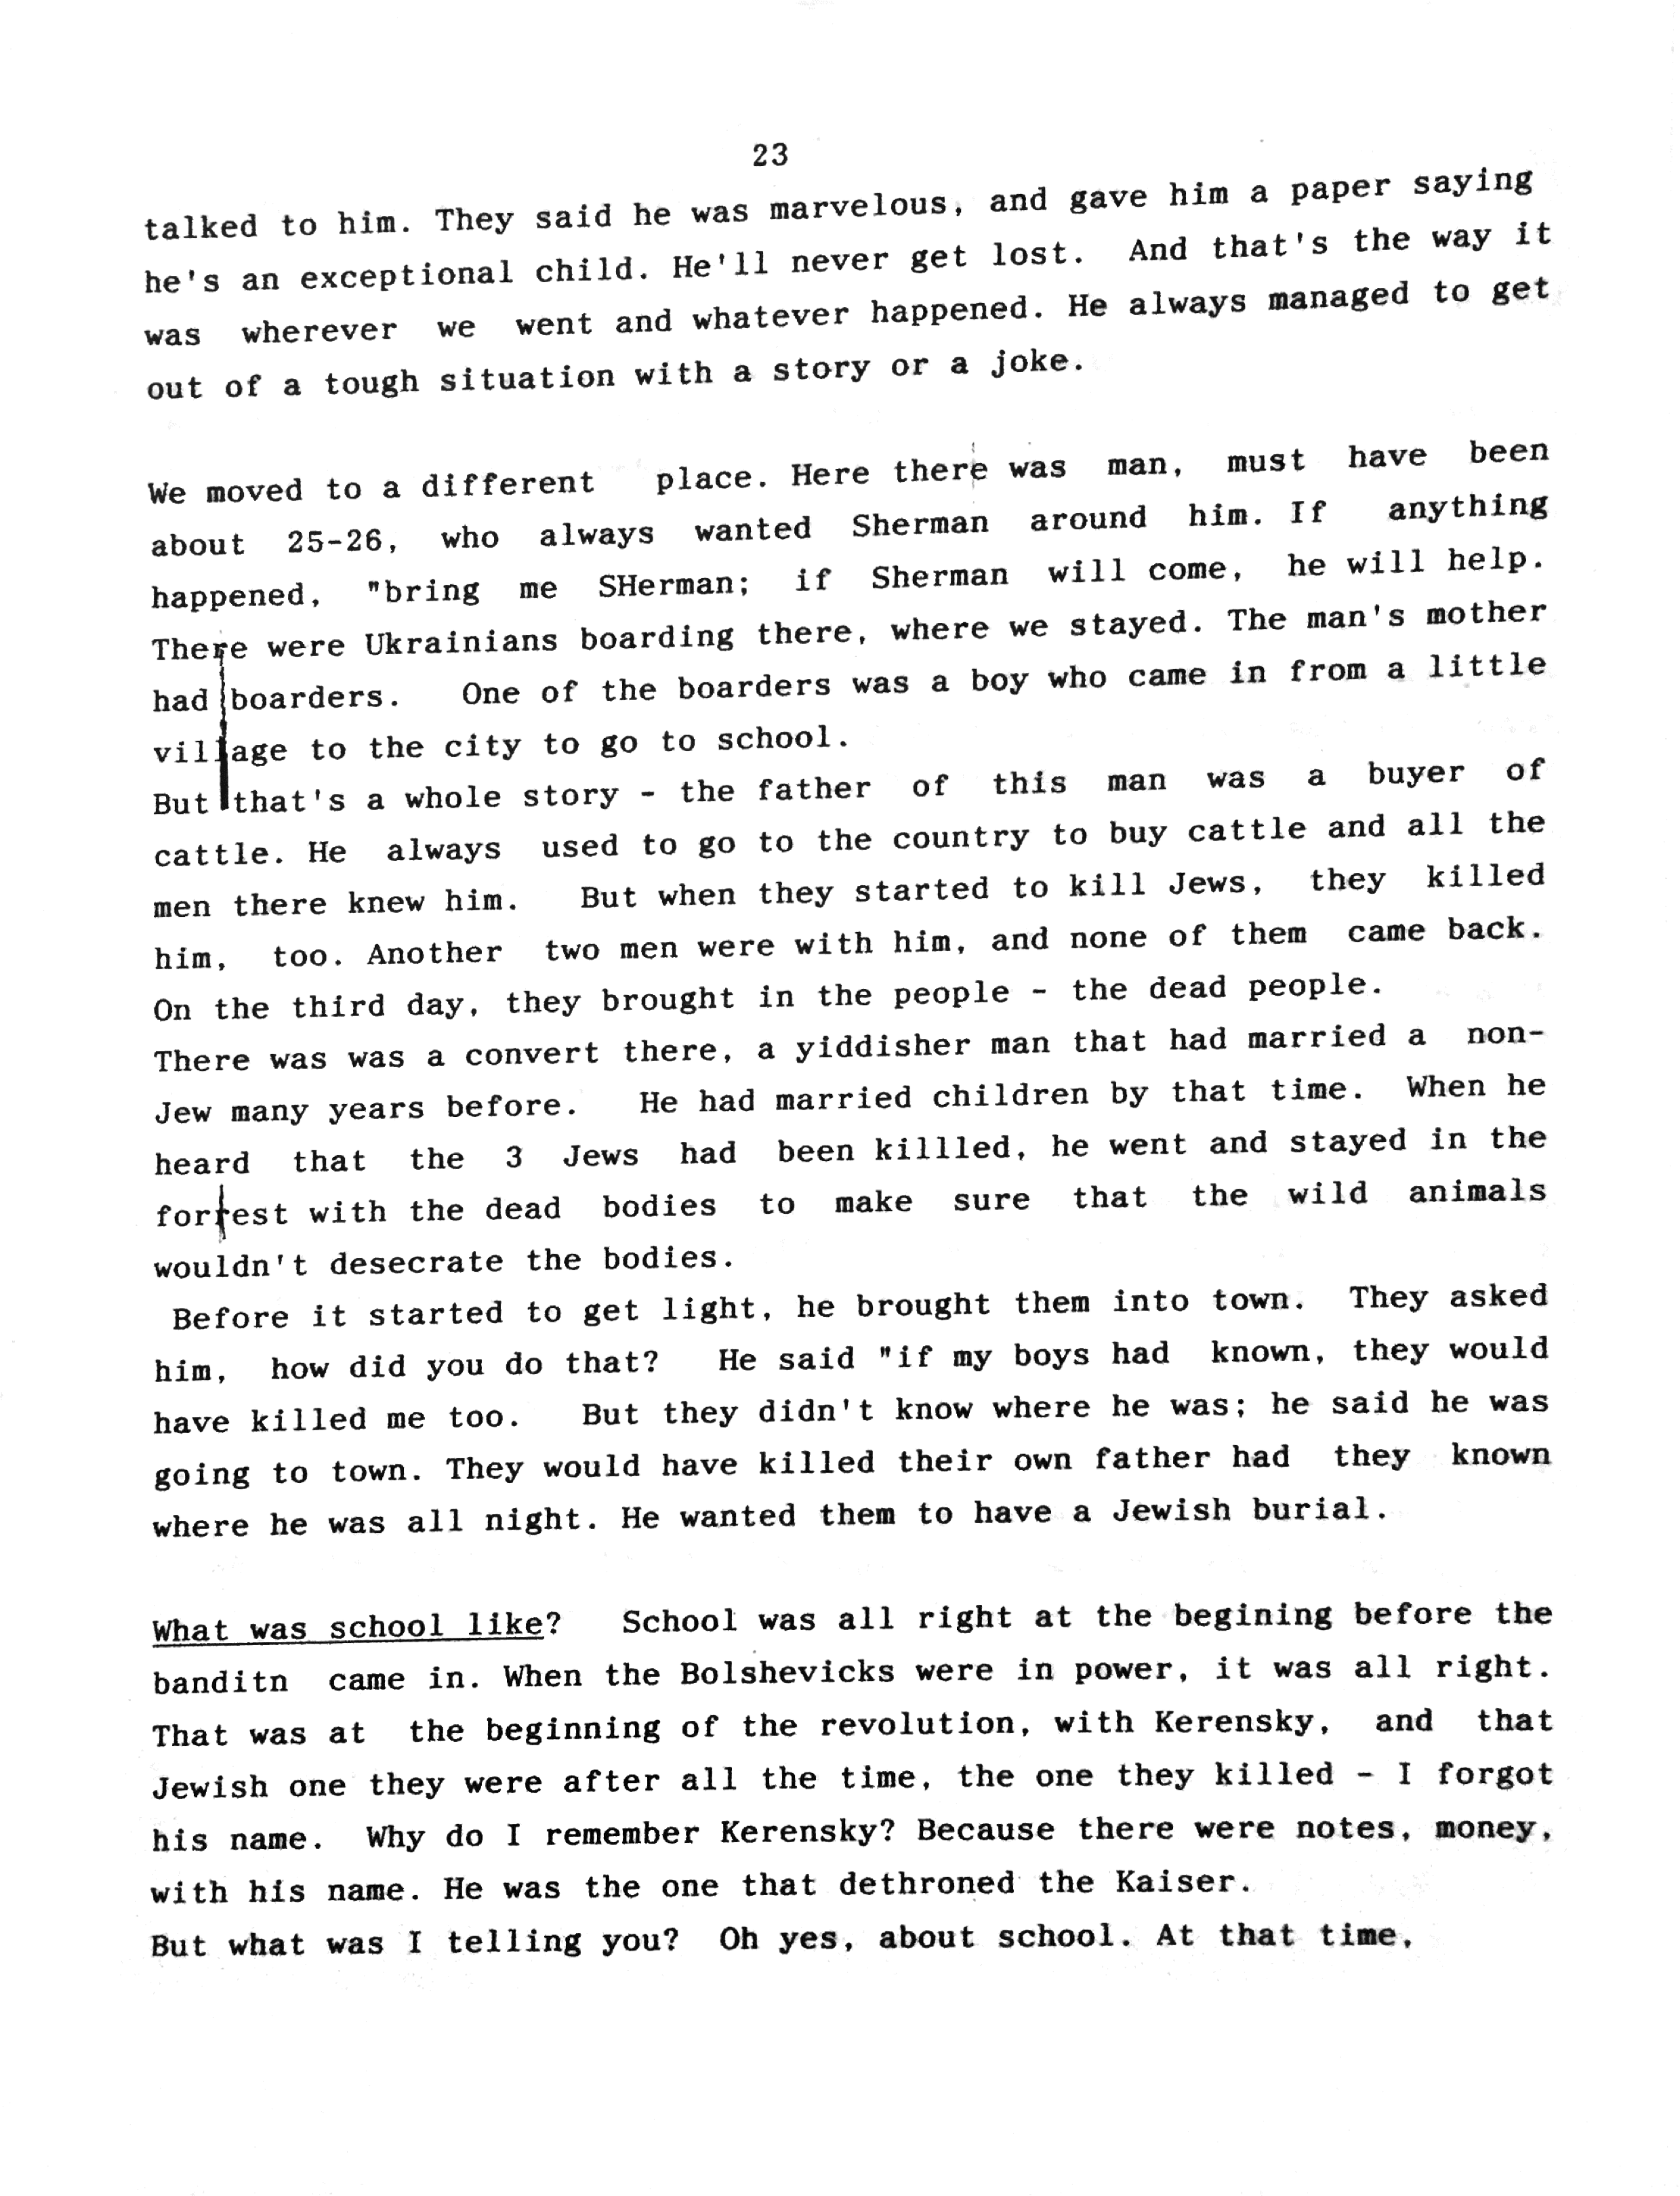 23
talked to him. They said he was marvelous, and gave him a paper saying
he's an exceptional child. He'll never get lost. And that's the way it
was wherever we went and whatever happened. He always managed to get
out of a tough situation with a story or a joke.
We moved to a different place. Here there was man, must have been
about 25-26, who always wanted Sherman around him. If anything
happened, "bring me SHerman; if Sherman will come, he will help.
There were Ukrainians boarding there, where we stayed. The man's mother
had boarders. One of the boarders was a boy who came in from a little
village to the city to go to school.
But that's a whole story - the father of this man was a buyer of
cattle. He always used to go to the country to buy cattle and all the
men there knew him. But when they started to kill Jews, they killed
him, too. Another two men were with him, and none of them came back.
On the third day, they brought in the people - the dead people.
There was was a convert there, a yiddisher man that had married a non-
Jew many years before. He had married children by that time. When he
heard that the 3 Jews had been killled, he went and stayed in the
forrest with the dead bodies to make sure that the wild animals
wouldn't desecrate the bodies.
Before it started to get light, he brought them into town. They asked
him, how did you do that? He said "if my boys had known, they would
have killed me too. But they didn't know where he was; he said he was
going to town. They would have killed their own father had they known
where he was all night. He wanted them to have a Jewish burial.
What was school like? School was all right at the begining before the
banditn came in. When the Bolshevicks were in power, it was all right.
That was at the beginning of the revolution, with Kerensky, and that
Jewish one they were after all the time, the one they killed - I forgot
his name. Why do I remember Kerensky? Because there were notes, money,
with his name. He was the one that dethroned the Kaiser.
But what was I telling you? Oh yes, about school. At that time,